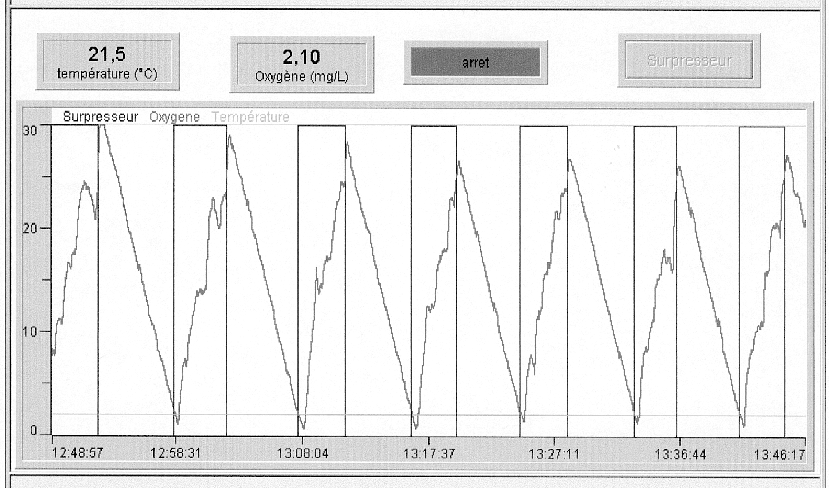 21,5
température (°C)
2,10
Oxygène (mg/L)
arret
Surpresseur
Surpresseur Oxygene Température
30
20
10
0
12:48:57 12:58:31 13:08:04 13:17:37 13:27:11 13:36:44 13:46:17